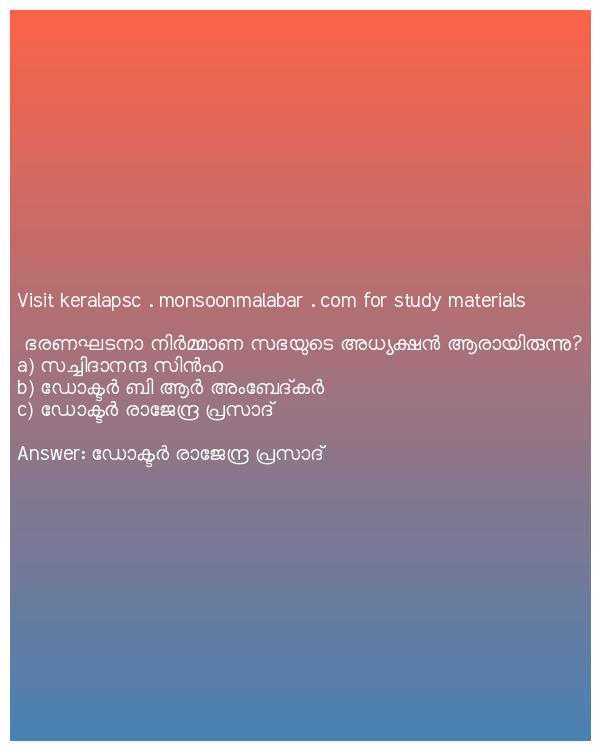 Visit keralapsc . monsoonmalabar . com for study materials
ഭരണഘടനാ നിർമ്മാണ സഭയുടെ അധ്യക്ഷൻ ആരായിരുന്നു?
a) സച്ചിദാനന്ദ സിൻഹ
b) ഡോക്ടർ ബി ആർ അംബേദ്കർ
c) ഡോക്ടർ രാജേന്ദ്ര പ്രസാദ്
Answer: ഡോക്ടർ രാജേന്ദ്ര പ്രസാദ്